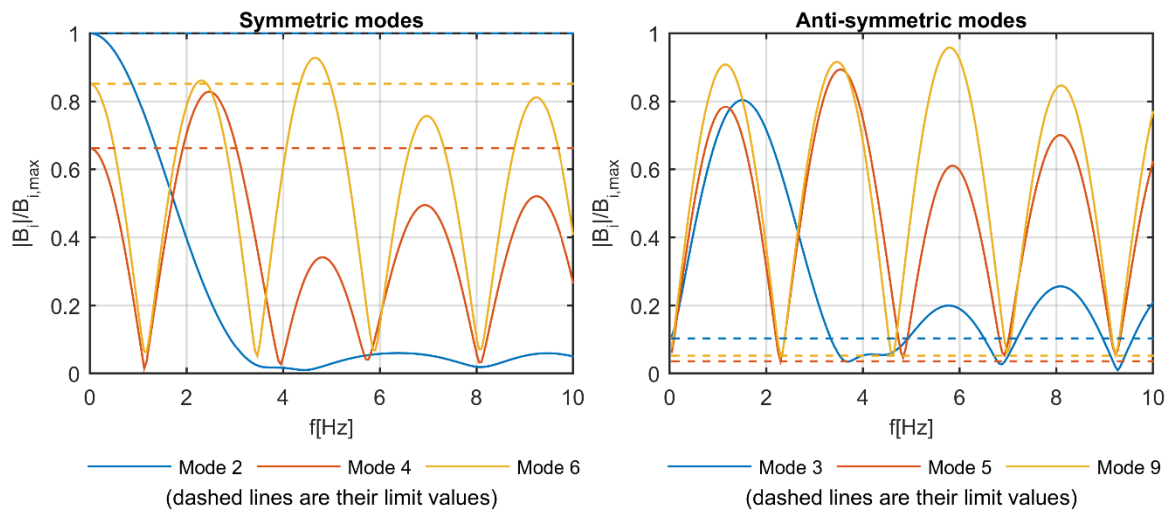 Symmetric modes
1
0.8
0.6
0.4
0.2
0
|B_i|/B_{i,max}
0 2 4 6 8 10
f[Hz]
Mode 2 Mode 4 Mode 6
(dashed lines are their limit values)
Anti-symmetric modes
1
0.8
0.6
0.4
0.2
0
|B_i|/B_{i,max}
0 2 4 6 8 10
f[Hz]
Mode 3 Mode 5 Mode 9
(dashed lines are their limit values)